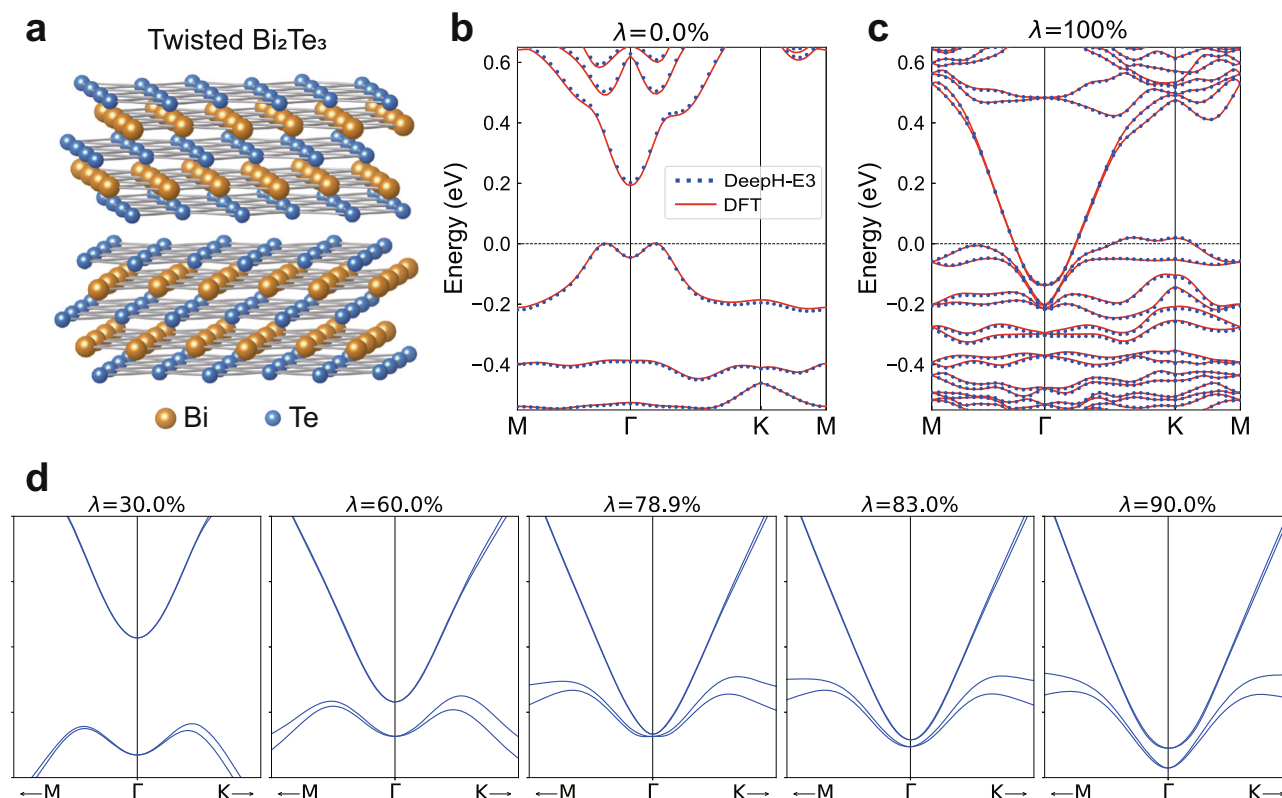 a
Twisted Bi₂Te₃
Bi
Te
b
λ=0.0%
Energy (eV)
0.6
0.4
0.2
0.0
−0.2
−0.4
DeepH-E3
DFT
M
Γ
K
M
c
λ=100%
Energy (eV)
0.6
0.4
0.2
0.0
−0.2
−0.4
M
Γ
K
M
d
λ=30.0%
←M
Γ
K→
λ=60.0%
←M
Γ
K→
λ=78.9%
←M
Γ
K→
λ=83.0%
←M
Γ
K→
λ=90.0%
←M
Γ
K→